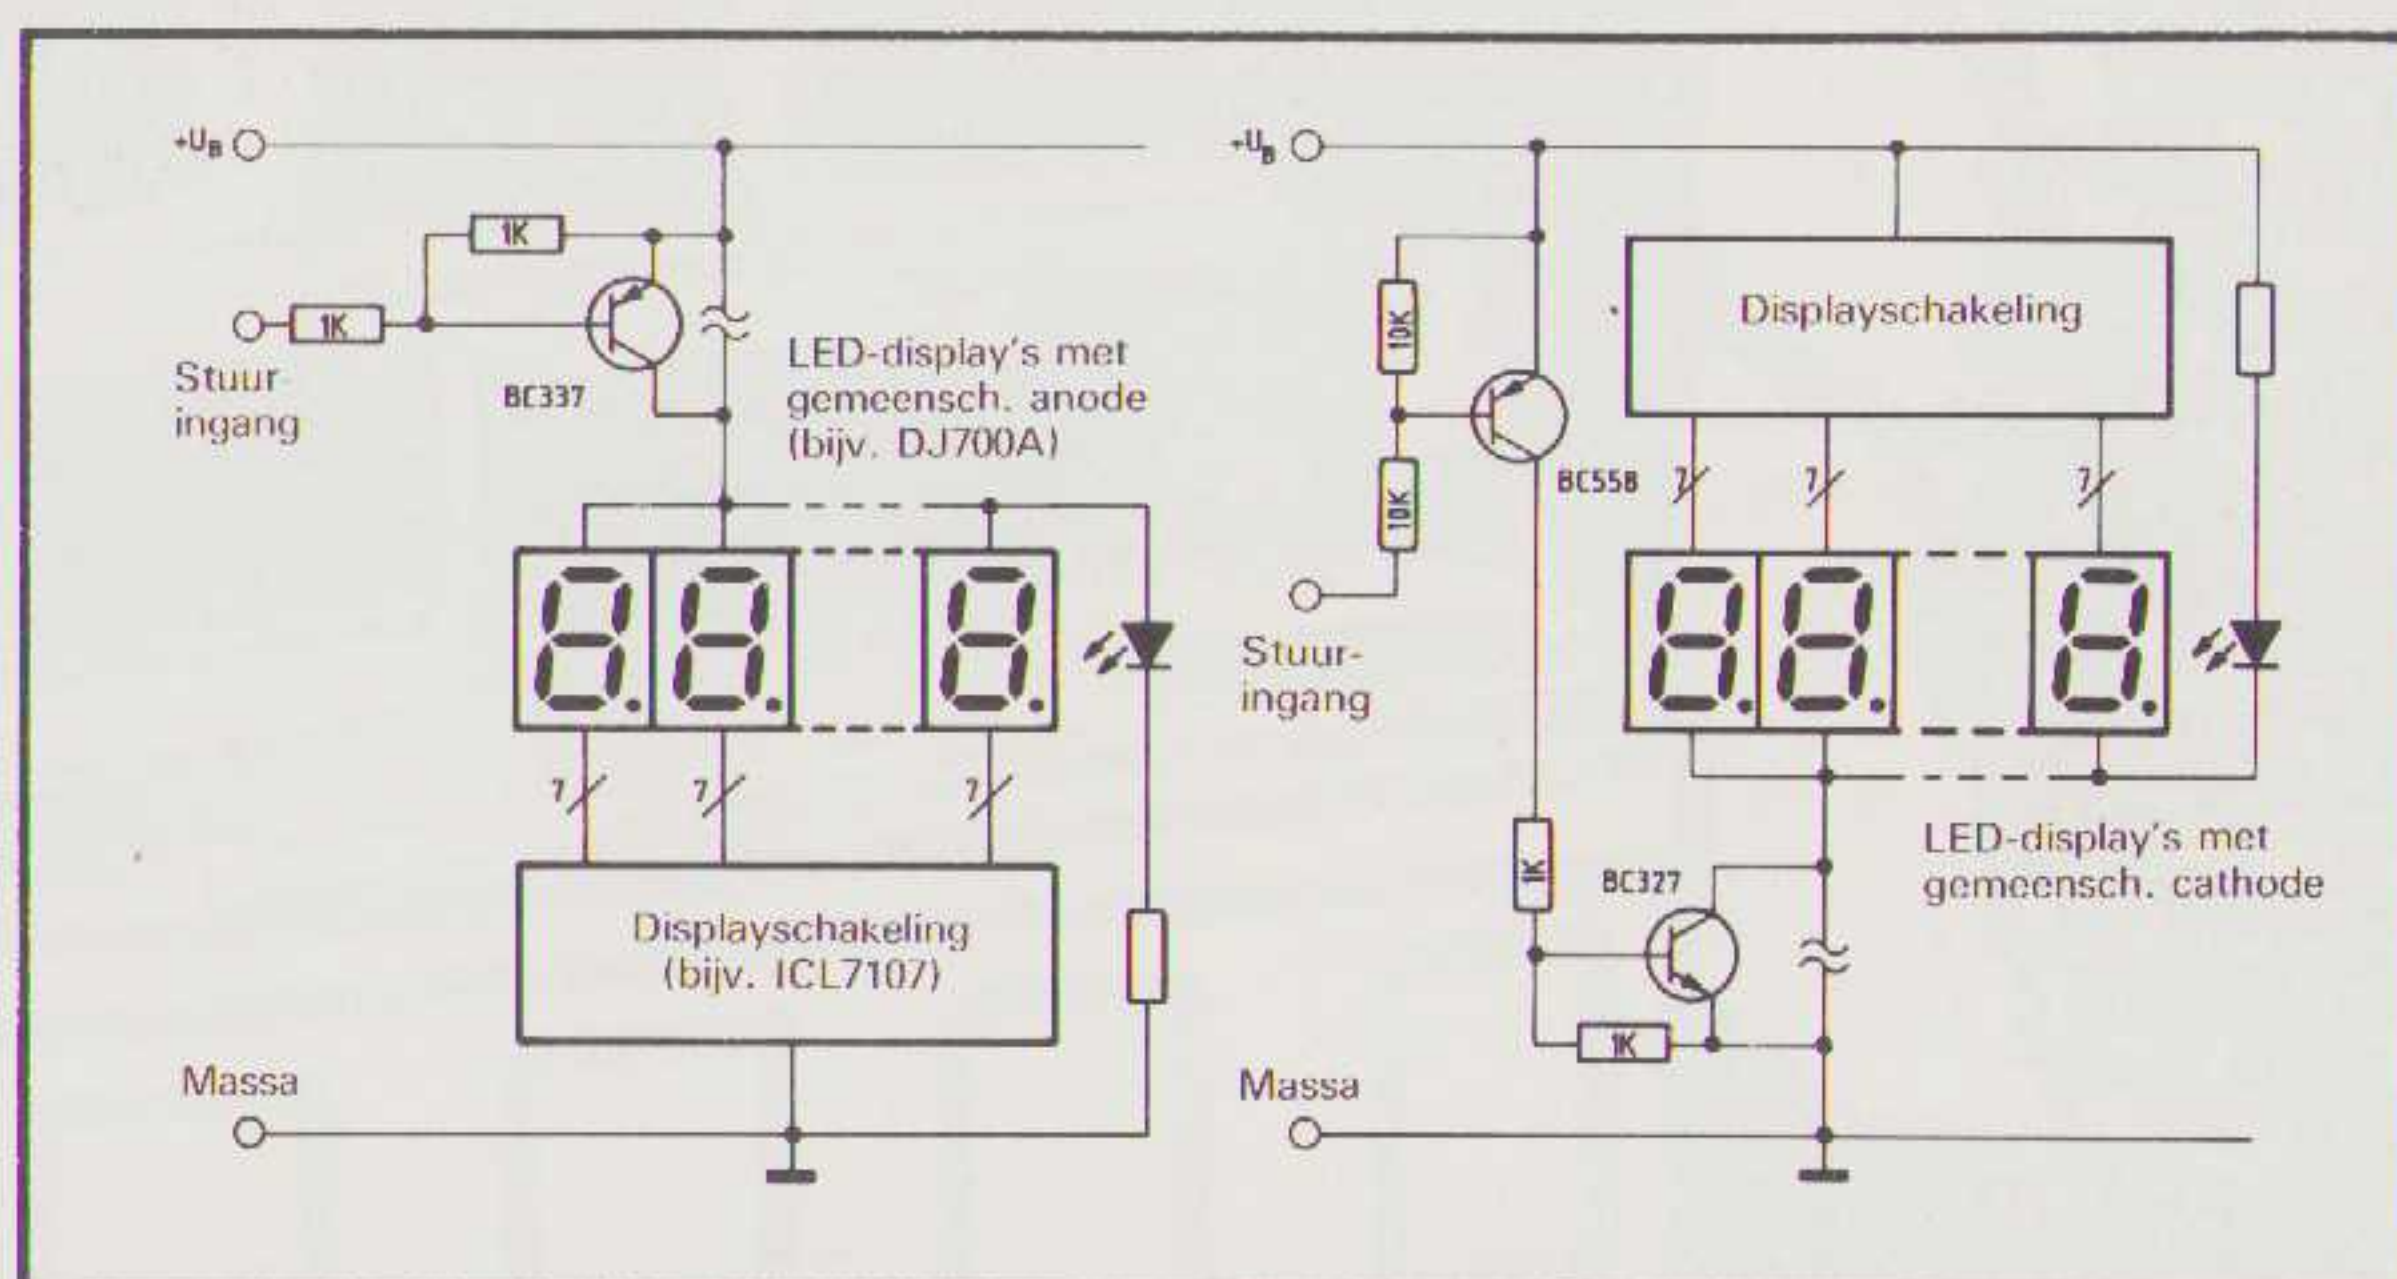 +UB
1K
1K
Stuur-
ingang
BC337
LED-display's met
gemeensch. anode
(bijv. DJ700A)
7
7
7
Displayschakeling
(bijv. ICL7107)
Massa
+UB
10K
10K
Displayschakeling
BC558
7
7
7
Stuur-
ingang
1K
BC327
1K
LED-display's met
gemeensch. cathode
Massa